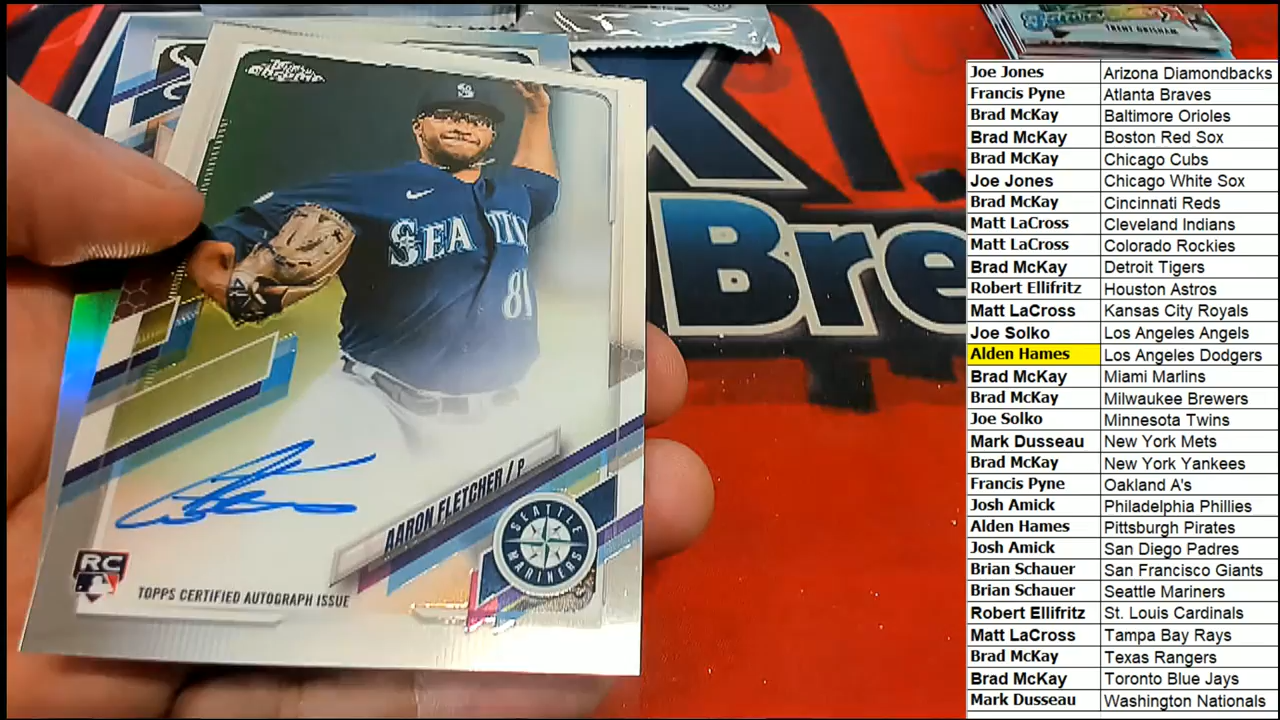 TRENT GRISHAM
Topps Chrome
SEATTL
81
AARON FLETCHER / P
SEATTLE
MARINERS
RC
TOPPS CERTIFIED AUTOGRAPH ISSUE
Bre
Joe Jones Arizona Diamondbacks
Francis Pyne Atlanta Braves
Brad McKay Baltimore Orioles
Brad McKay Boston Red Sox
Brad McKay Chicago Cubs
Joe Jones Chicago White Sox
Brad McKay Cincinnati Reds
Matt LaCross Cleveland Indians
Matt LaCross Colorado Rockies
Brad McKay Detroit Tigers
Robert Ellifritz Houston Astros
Matt LaCross Kansas City Royals
Joe Solko Los Angeles Angels
Alden Hames Los Angeles Dodgers
Brad McKay Miami Marlins
Brad McKay Milwaukee Brewers
Joe Solko Minnesota Twins
Mark Dusseau New York Mets
Brad McKay New York Yankees
Francis Pyne Oakland A's
Josh Amick Philadelphia Phillies
Alden Hames Pittsburgh Pirates
Josh Amick San Diego Padres
Brian Schauer San Francisco Giants
Brian Schauer Seattle Mariners
Robert Ellifritz St. Louis Cardinals
Matt LaCross Tampa Bay Rays
Brad McKay Texas Rangers
Brad McKay Toronto Blue Jays
Mark Dusseau Washington Nationals